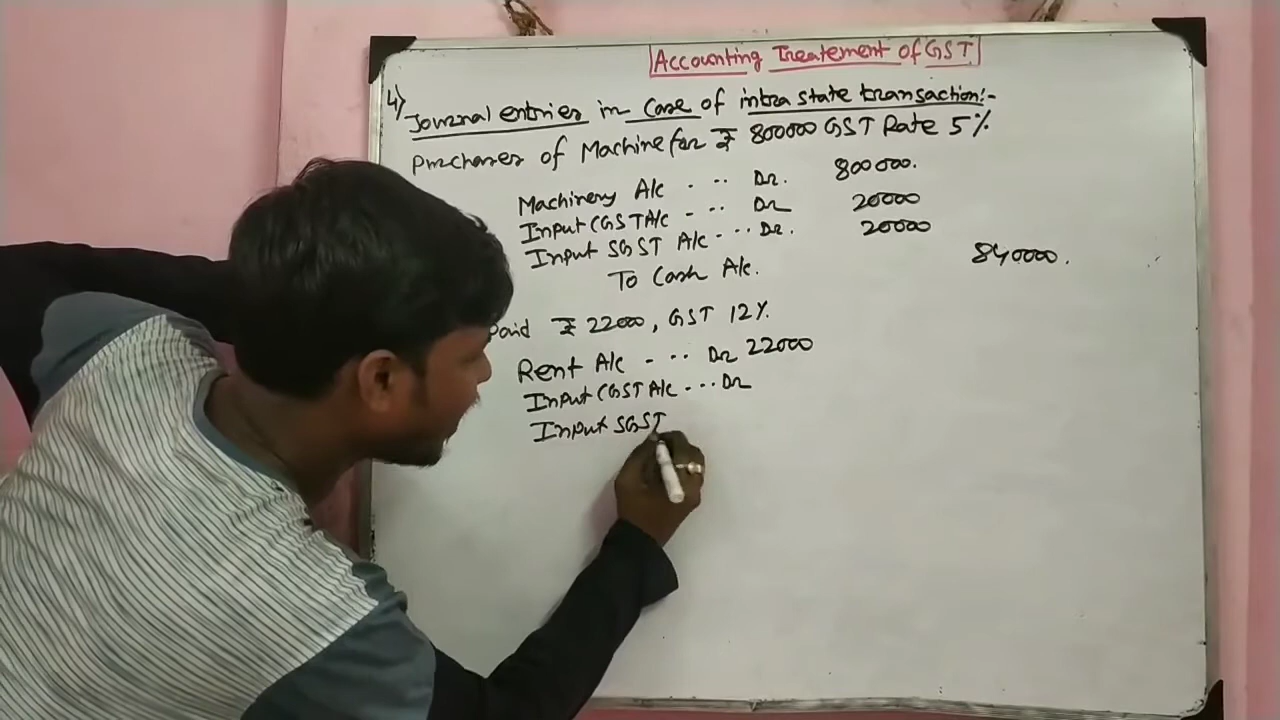 Accounting Treatement of GST
4) Journal entries in Case of intra state transaction:-
Purchases of Machine for ₹ 800000 GST Rate 5%
Machinery A/c - .. Dr. 800000.
Input CGST A/c - .. Dr 20000
Input SGST A/c - .. Dr. 20000
To Cash A/c. 840000.
Paid ₹ 22000, GST 12%.
Rent A/c - .. Dr 22000
Input CGST A/c - .. Dr
Input SGST